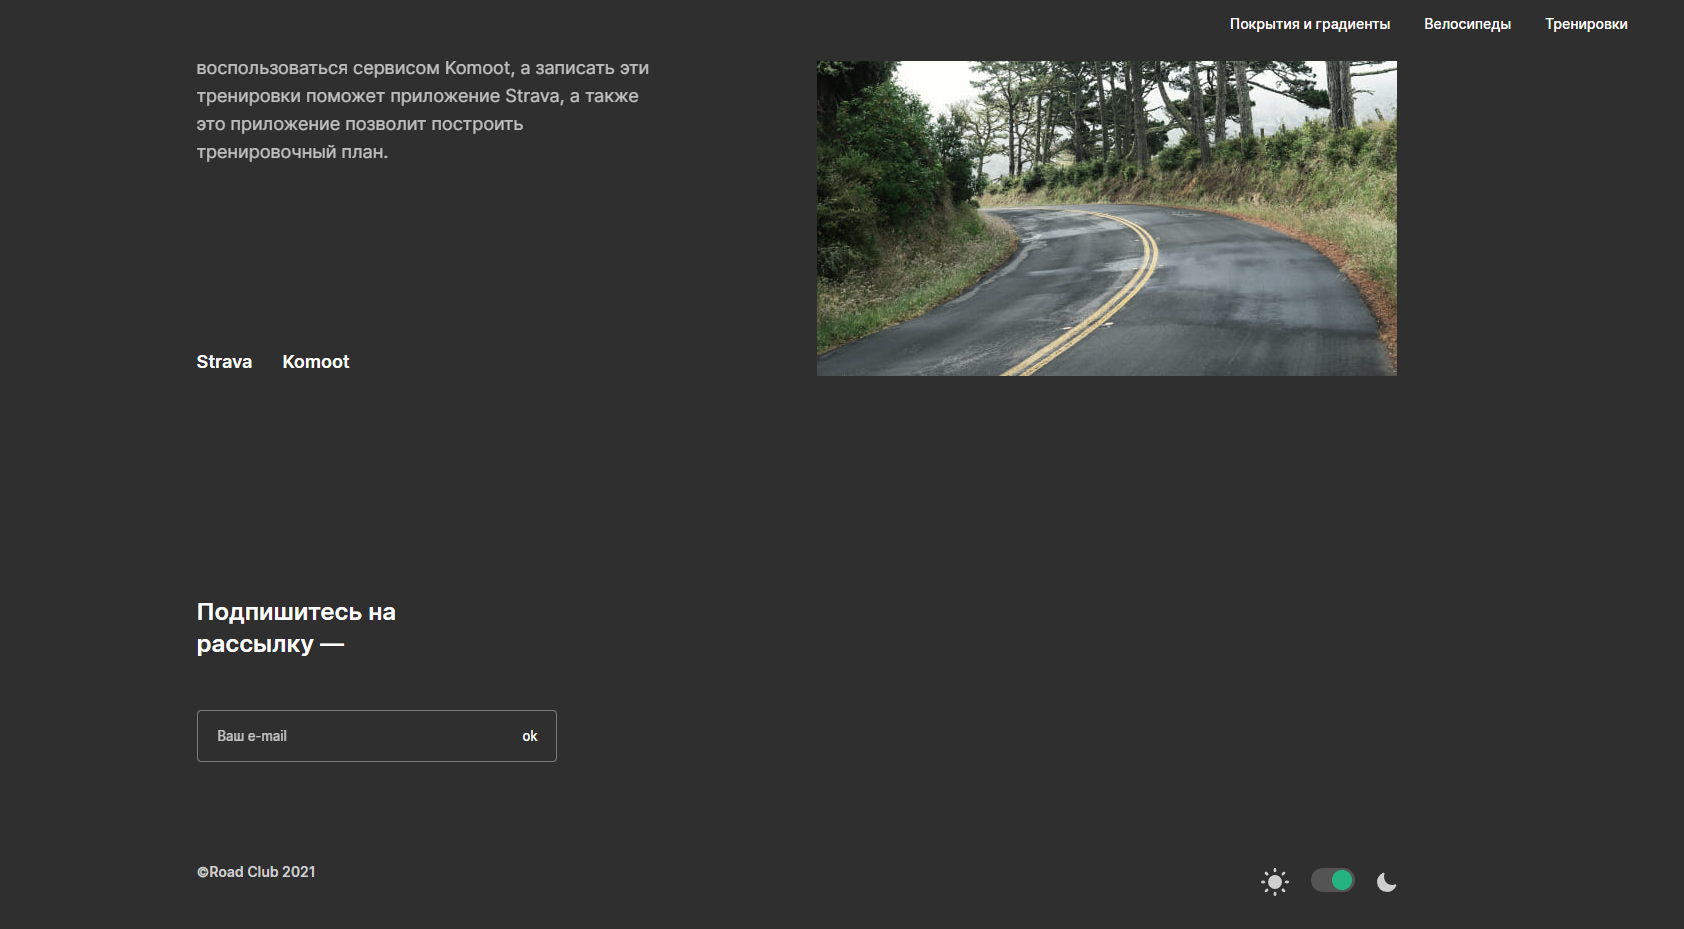 Покрытия и градиенты Велосипеды Тренировки
воспользоваться сервисом Komoot, а записать эти
тренировки поможет приложение Strava, а также
это приложение позволит построить
тренировочный план.
Strava Komoot
Подпишитесь на
рассылку —
Ваш e-mail ok
©Road Club 2021